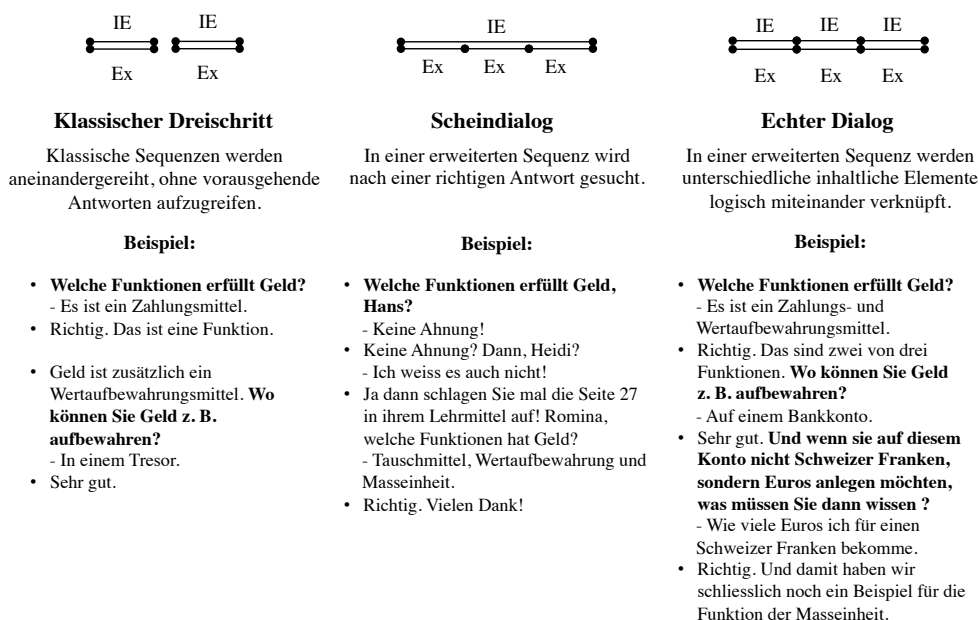 IE
IE
Ex
Ex
Klassischer Dreischritt
Klassische Sequenzen werden
aneinandergereiht, ohne vorausgehende
Antworten aufzugreifen.
Beispiel:
• Welche Funktionen erfüllt Geld?
- Es ist ein Zahlungsmittel.
• Richtig. Das ist eine Funktion.
• Geld ist zusätzlich ein
Wertaufbewahrungsmittel. Wo
können Sie Geld z. B.
aufbewahren?
- In einem Tresor.
• Sehr gut.
IE
Ex
Ex
Ex
Scheindialog
In einer erweiterten Sequenz wird
nach einer richtigen Antwort gesucht.
Beispiel:
• Welche Funktionen erfüllt Geld,
Hans?
- Keine Ahnung!
• Keine Ahnung? Dann, Heidi?
- Ich weiss es auch nicht!
• Ja dann schlagen Sie mal die Seite 27
in ihrem Lehrmittel auf! Romina,
welche Funktionen hat Geld?
- Tauschmittel, Wertaufbewahrung und
Masseinheit.
• Richtig. Vielen Dank!
IE
IE
IE
Ex
Ex
Ex
Echter Dialog
In einer erweiterten Sequenz werden
unterschiedliche inhaltliche Elemente
logisch miteinander verknüpft.
Beispiel:
• Welche Funktionen erfüllt Geld?
- Es ist ein Zahlungs- und
Wertaufbewahrungsmittel.
• Richtig. Das sind zwei von drei
Funktionen. Wo können Sie Geld
z. B. aufbewahren?
- Auf einem Bankkonto.
• Sehr gut. Und wenn sie auf diesem
Konto nicht Schweizer Franken,
sondern Euros anlegen möchten,
was müssen Sie dann wissen ?
- Wie viele Euros ich für einen
Schweizer Franken bekomme.
• Richtig. Und damit haben wir
schliesslich noch ein Beispiel für die
Funktion der Masseinheit.